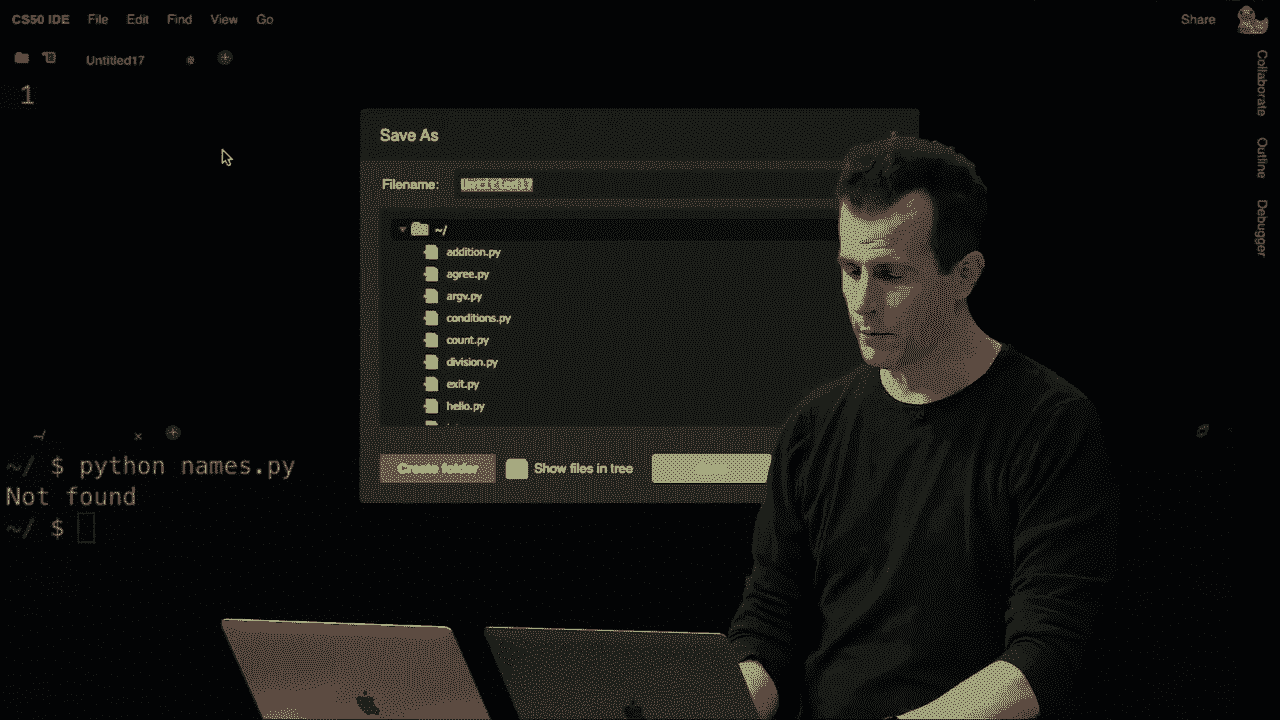 CS50 IDE File Edit Find View Go Share
Untitled17
1
Collaborate
Outline
Debugger
Save As
Filename: Untitled17
~/
addition.py
agree.py
argv.py
conditions.py
count.py
division.py
exit.py
hello.py
Create folder Show files in tree
~/ $ python names.py
Not found
~/ $